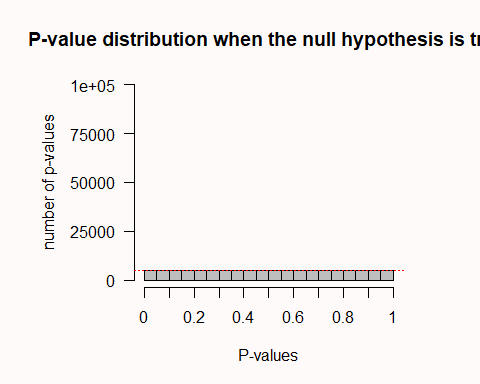 P-value distribution when the null hypothesis is tr
number of p-values
1e+05
75000
50000
25000
0
0 0.2 0.4 0.6 0.8 1
P-values